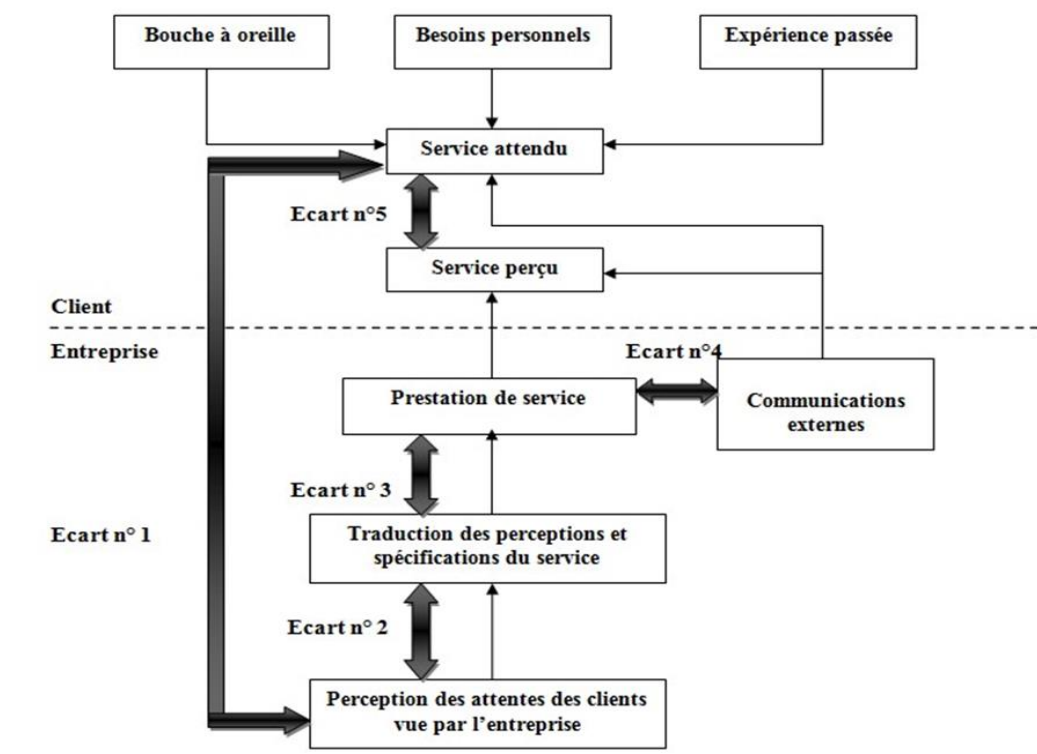 Bouche à oreille
Besoins personnels
Expérience passée
Service attendu
Ecart n°5
Service perçu
Client
Entreprise
Ecart n°4
Prestation de service
Communications
externes
Ecart n° 3
Traduction des perceptions et
spécifications du service
Ecart n° 1
Ecart n° 2
Perception des attentes des clients
vue par l'entreprise